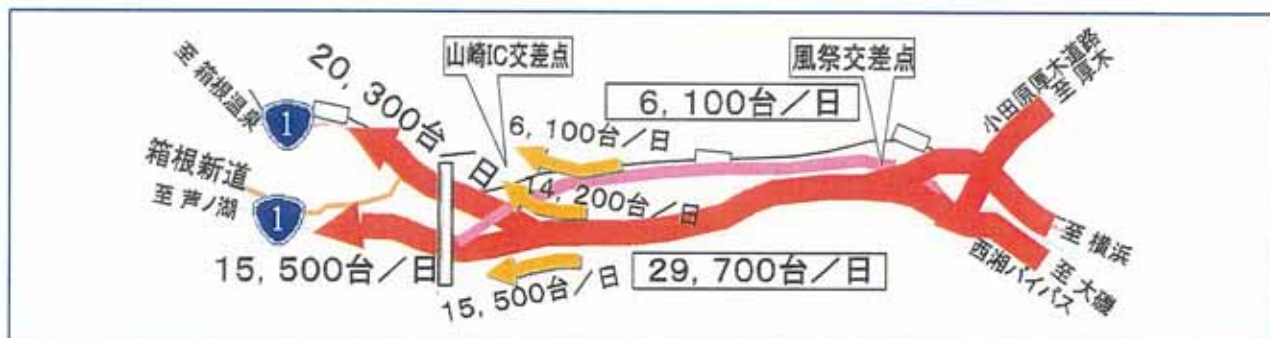 至 箱根温泉
1
20, 300台／日
山崎IC交差点
6, 100台／日
6, 100台／日
風祭交差点
小田原厚木道路
至 厚木
箱根新道
至 芦ノ湖
1
14, 200台／日
15, 500台／日
15, 500台／日
29, 700台／日
西湘バイパス
至 大磯
至 横浜